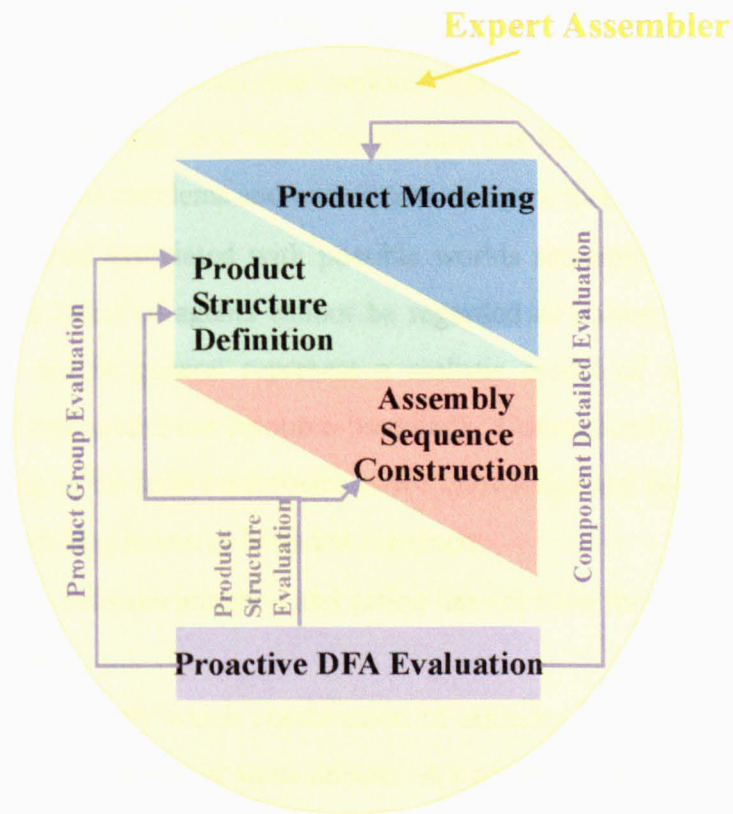 Expert Assembler
Product Modeling
Product
Structure
Definition
Assembly
Sequence
Construction
Product Group Evaluation
Product
Structure
Evaluation
Component Detailed Evaluation
Proactive DFA Evaluation